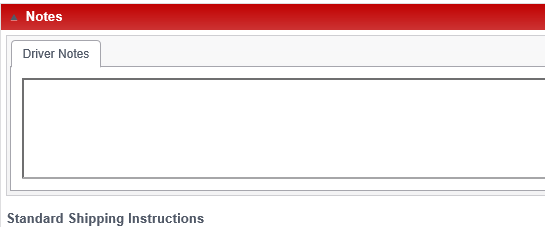 Notes
Driver Notes
Standard Shipping Instructions